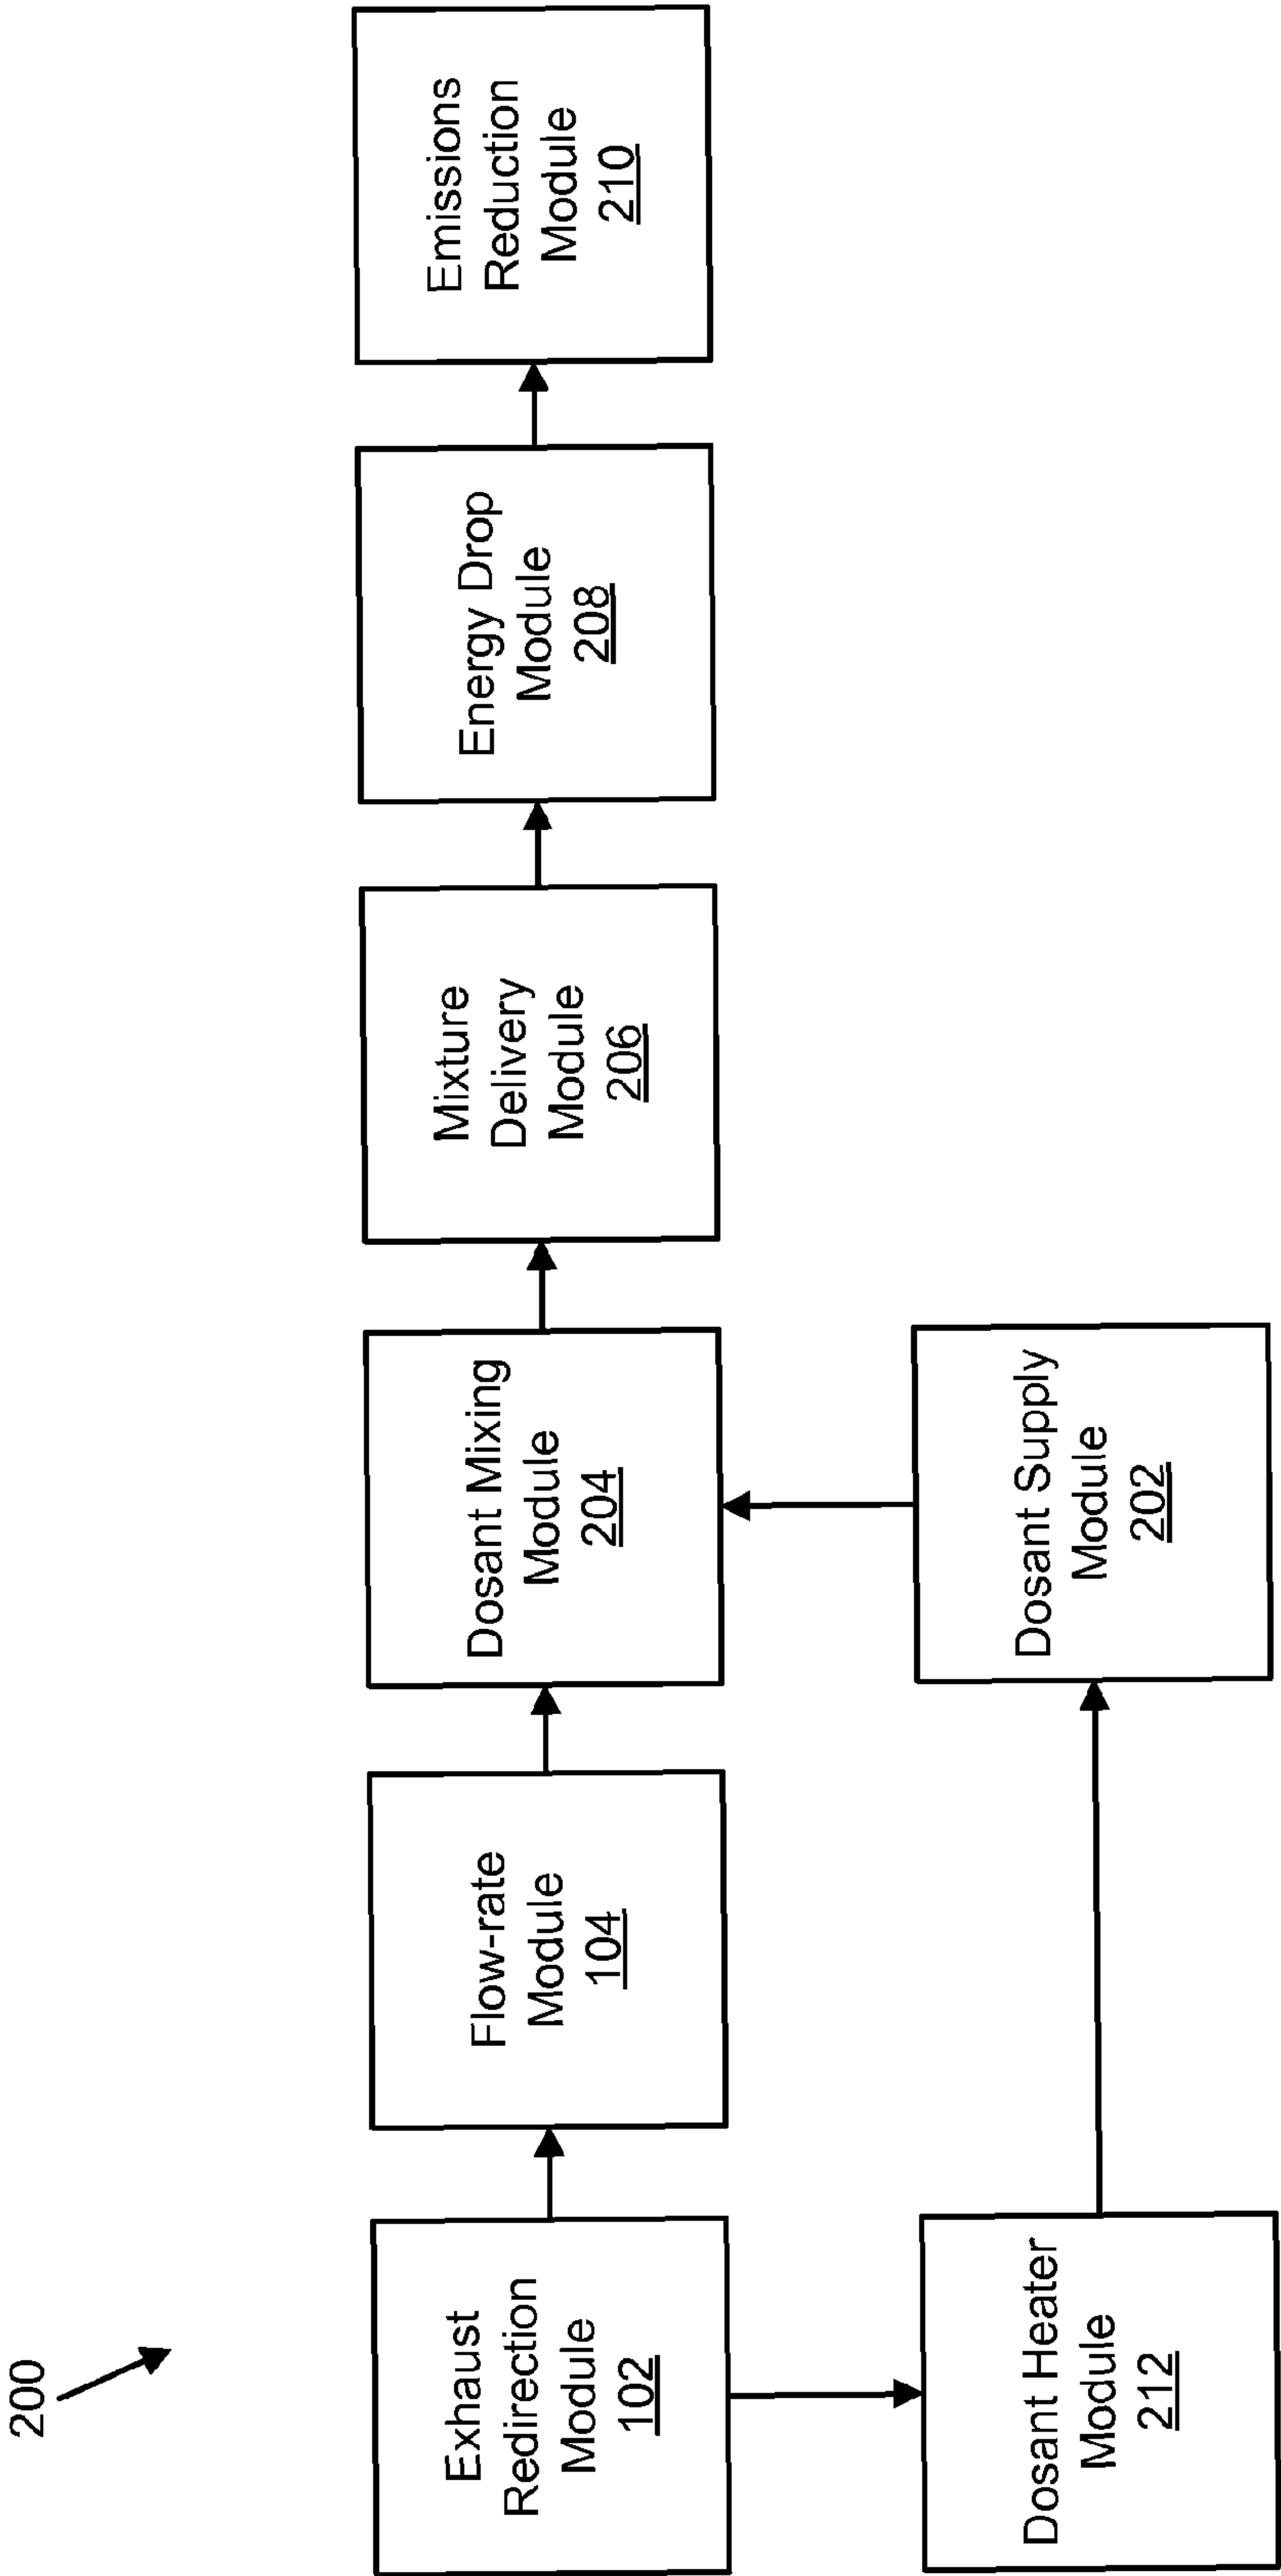 200
Exhaust
Redirection
Module
102
Flow-rate
Module
104
Dosant Mixing
Module
204
Mixture
Delivery
Module
206
Energy Drop
Module
208
Emissions
Reduction
Module
210
Dosant Heater
Module
212
Dosant Supply
Module
202